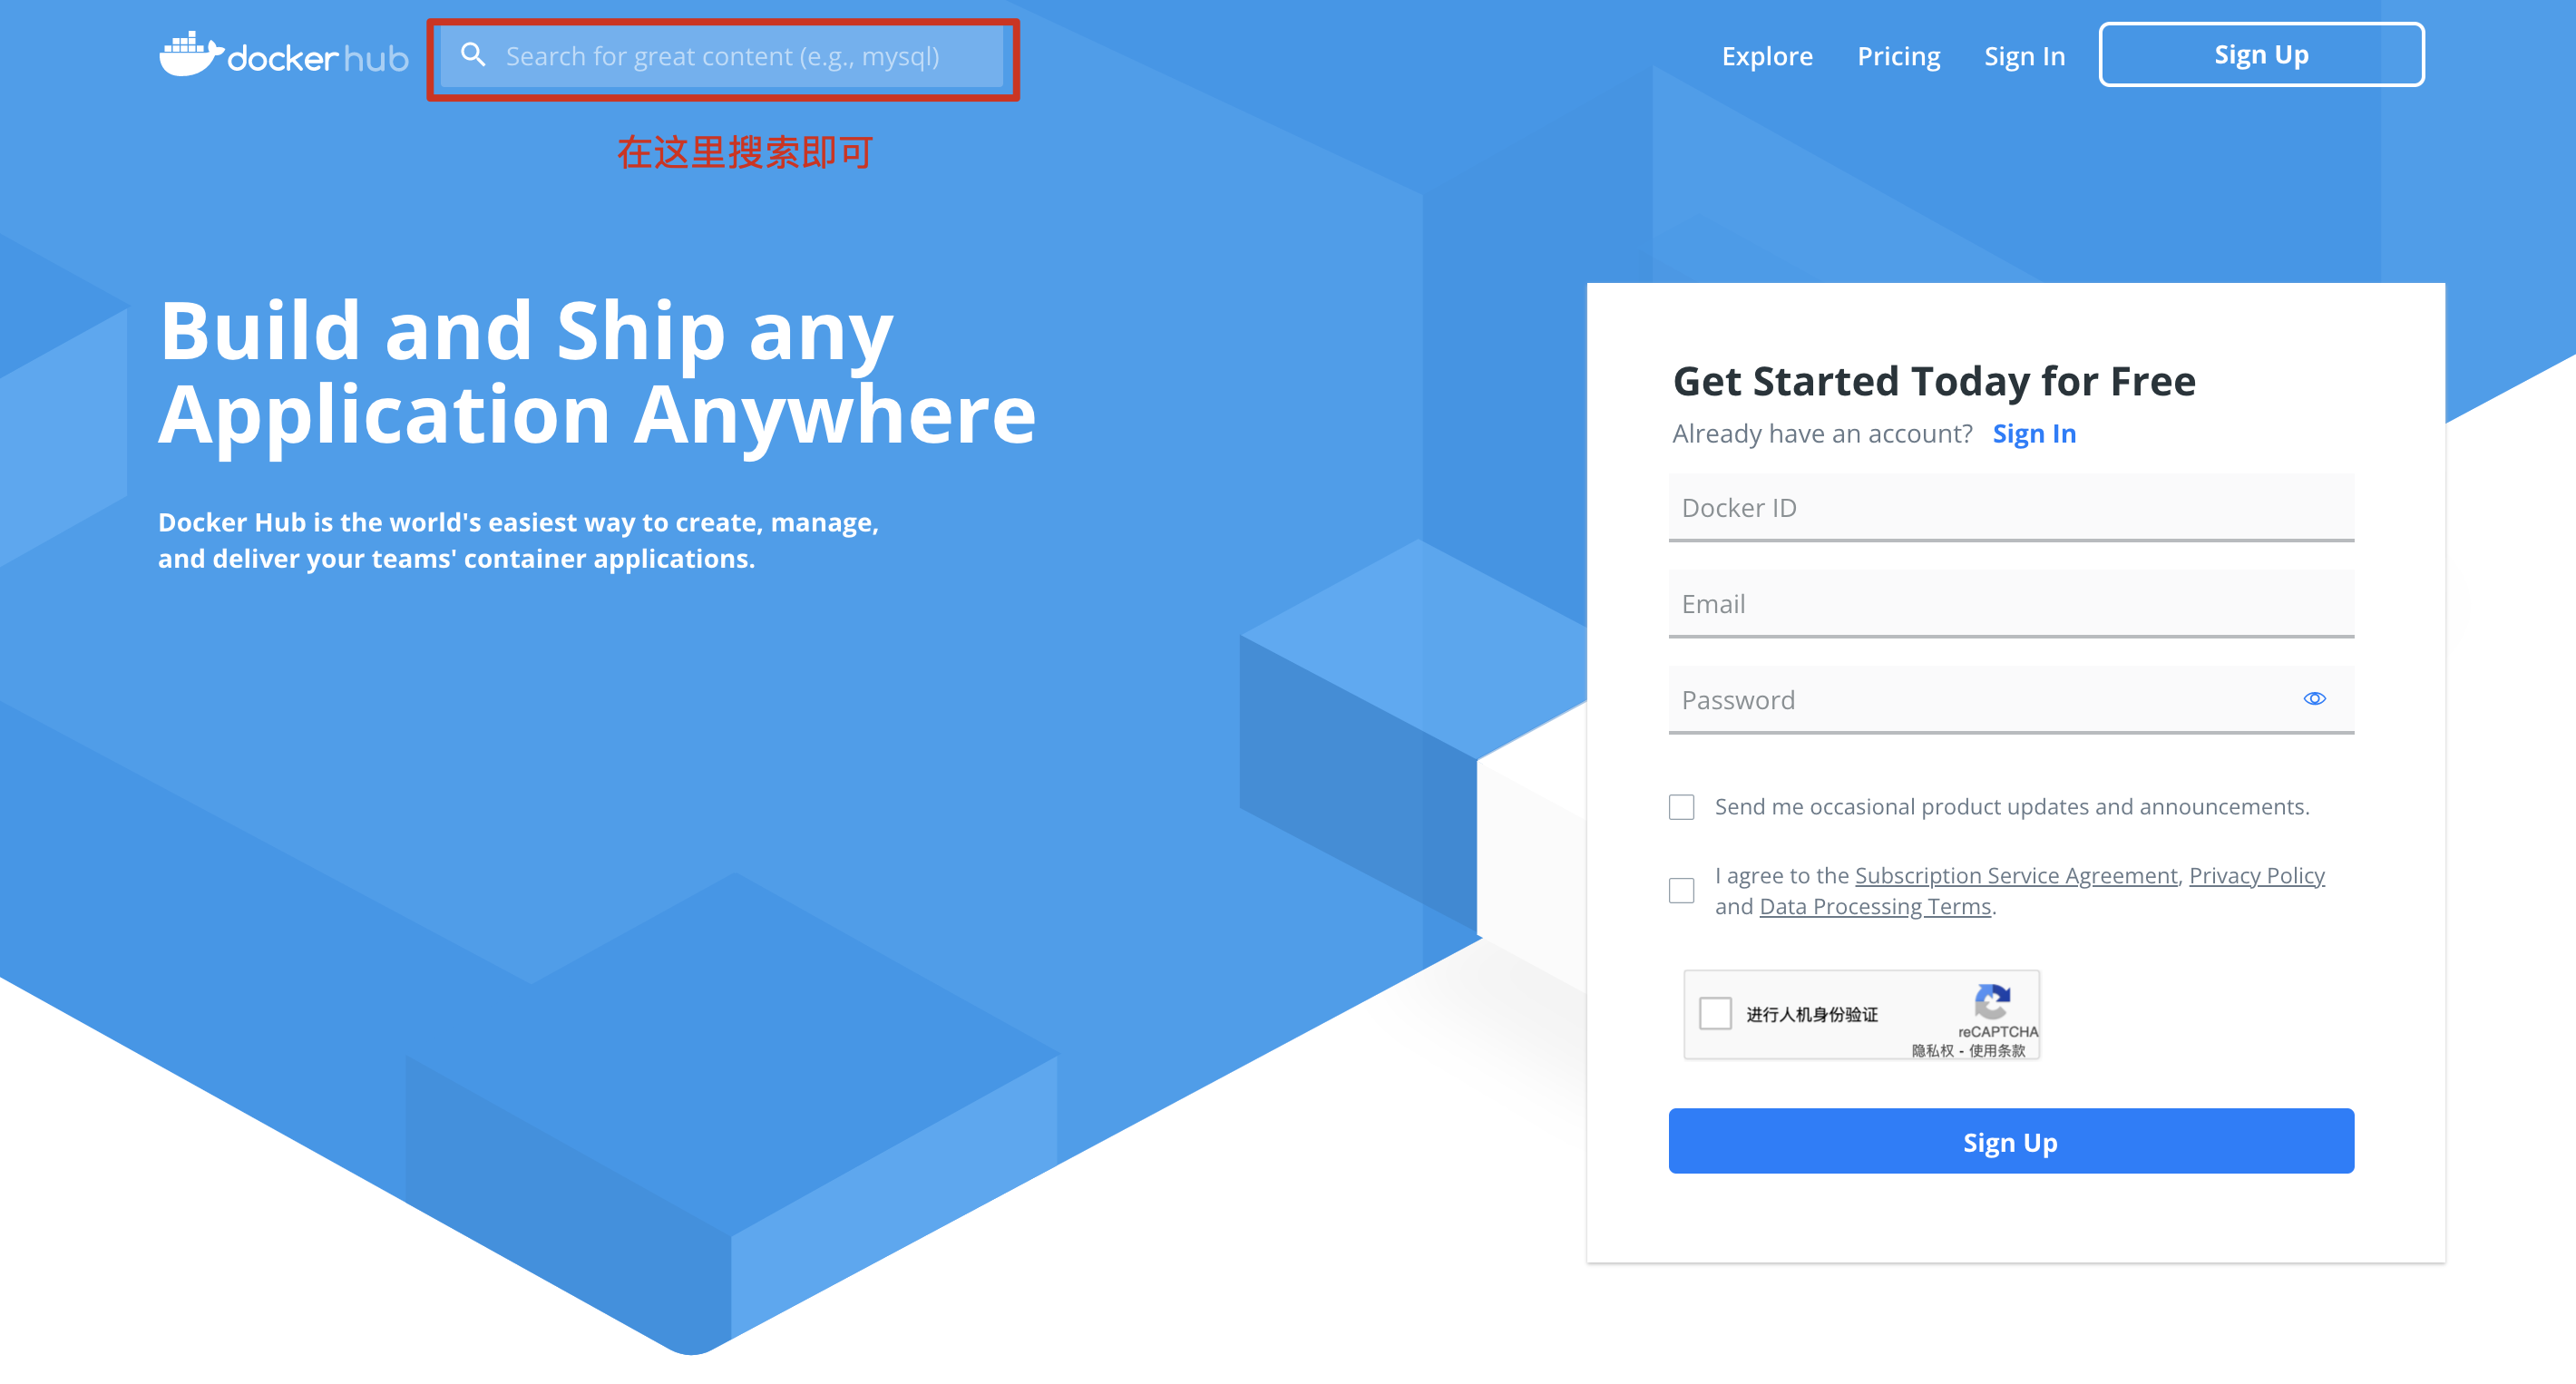 docker hub
Search for great content (e.g., mysql)
Explore
Pricing
Sign In
Sign Up
在这里搜索即可
Build and Ship any
Application Anywhere
Docker Hub is the world's easiest way to create, manage,
and deliver your teams' container applications.
Get Started Today for Free
Already have an account? Sign In
Docker ID
Email
Password
Send me occasional product updates and announcements.
I agree to the Subscription Service Agreement, Privacy Policy
and Data Processing Terms.
进行人机身份验证
reCAPTCHA
隐私权 - 使用条款
Sign Up